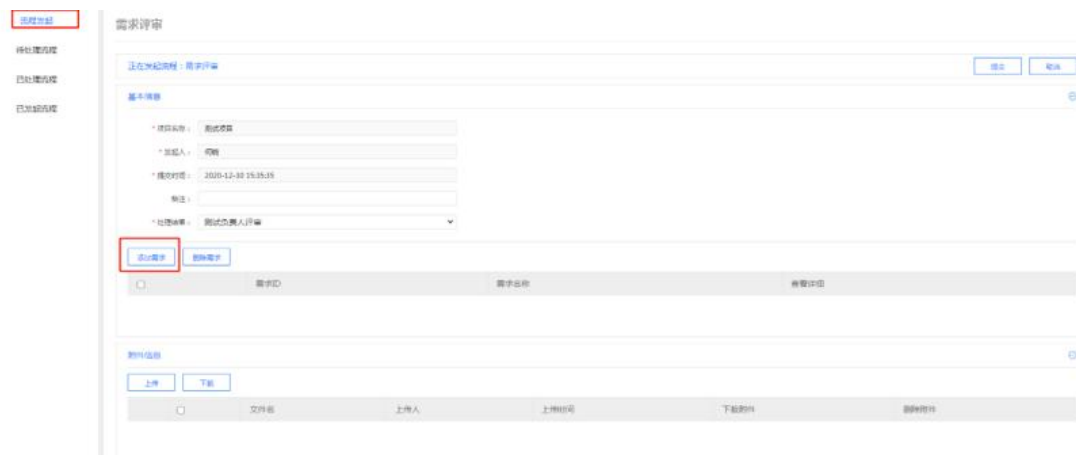 流程发起
待处理流程
已处理流程
已发起流程
需求评审
正在发起流程：需求评审
提交
取消
基本信息
*项目名称： 测试项目
*发起人：
*提交时间： 2020-12-10 15:35:35
备注：
*处理结果： 测试负责人评审
添加需求 删除需求
需求ID 需求名称 查看详细
附件信息
上传 下载
文件名 上传人 上传时间 下载附件 删除附件